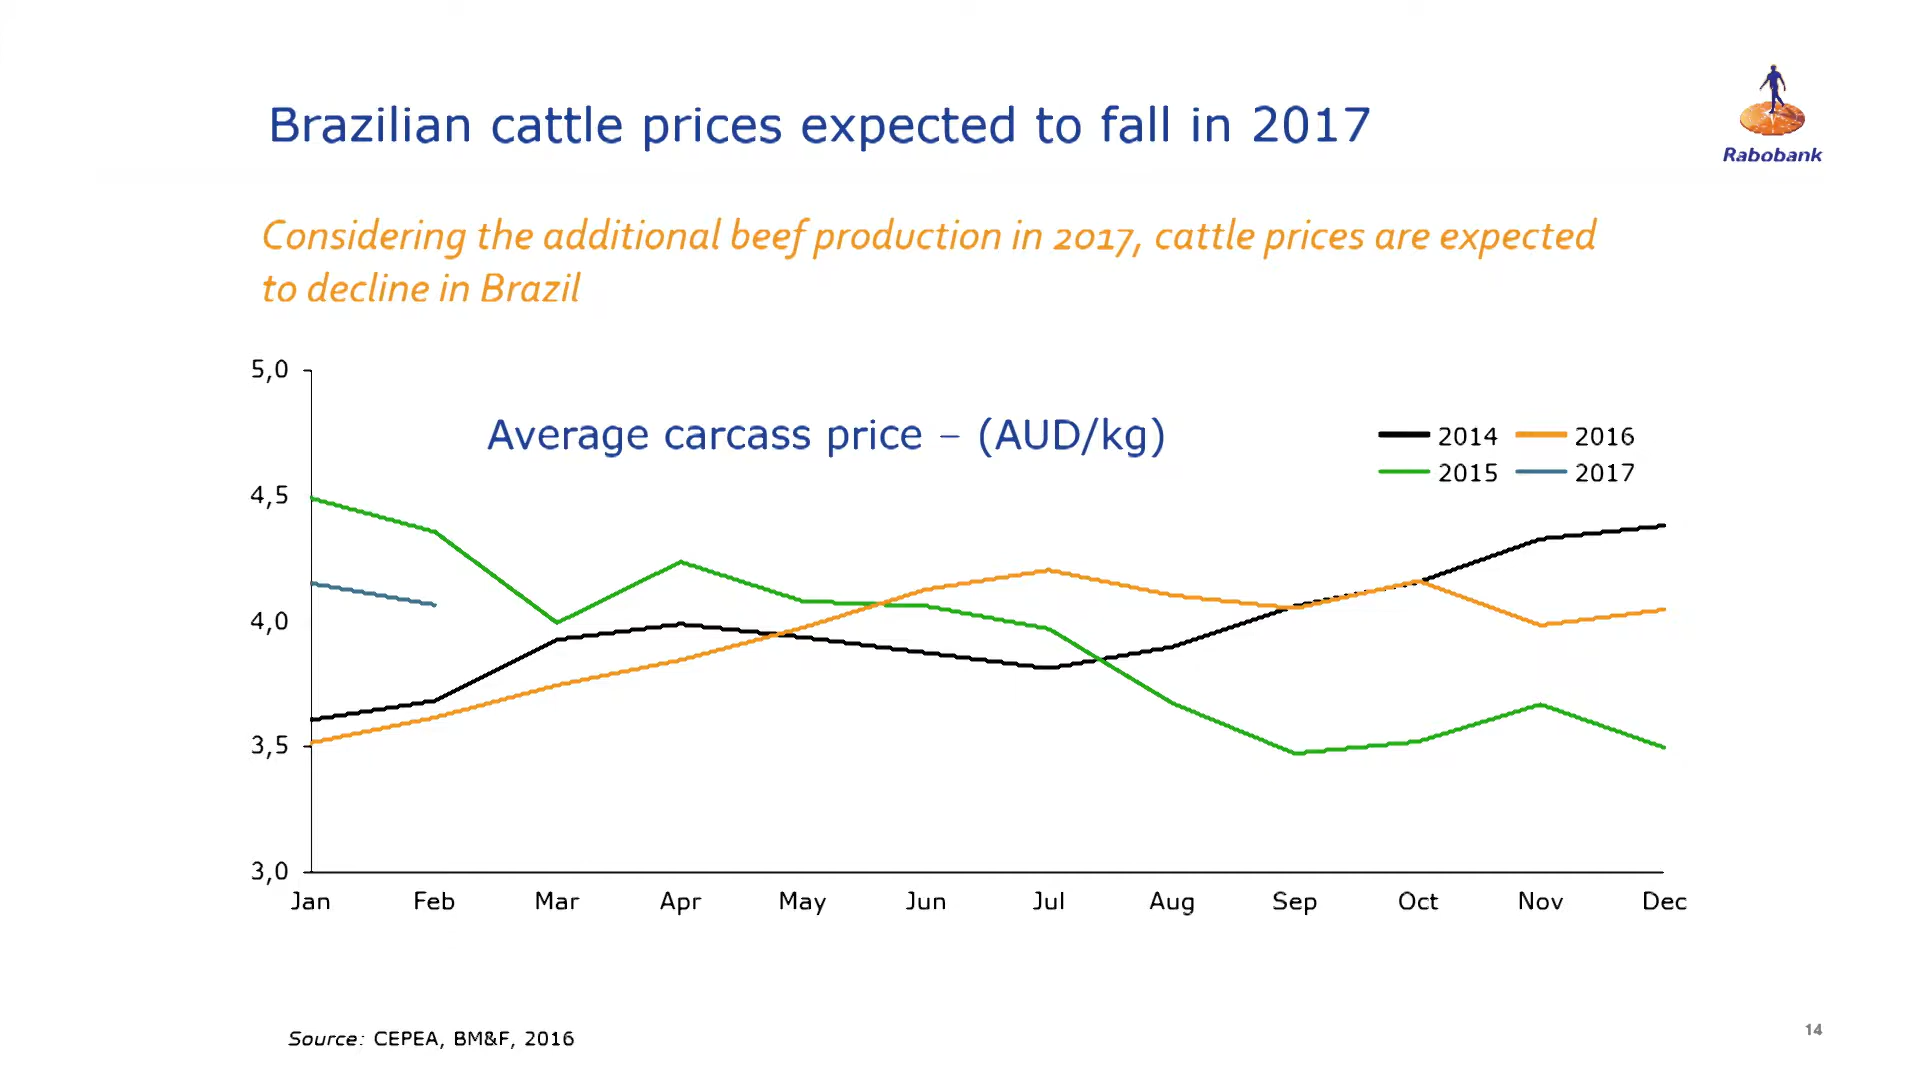 Brazilian cattle prices expected to fall in 2017
Rabobank
Considering the additional beef production in 2017, cattle prices are expected
to decline in Brazil
Average carcass price – (AUD/kg)
2014
2016
2015
2017
5,0
4,5
4,0
3,5
3,0
Jan Feb Mar Apr May Jun Jul Aug Sep Oct Nov Dec
Source: CEPEA, BM&F, 2016
14